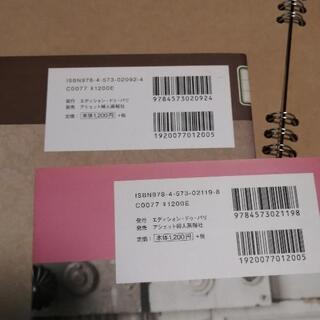 ISBN978-4-573-02092-4
C0077 ¥1200E
発行 エディション・ドゥ・パリ
発売 アシェット婦人画報社
定価： 本体1,200円 +税
9784573020924
1920077012005
ISBN978-4-573-02119-8
C0077 ¥1200E
発行 エディション・ドゥ・パリ
発売 アシェット婦人画報社
定価： 本体1,200円 +税
9784573021198
1920077012005